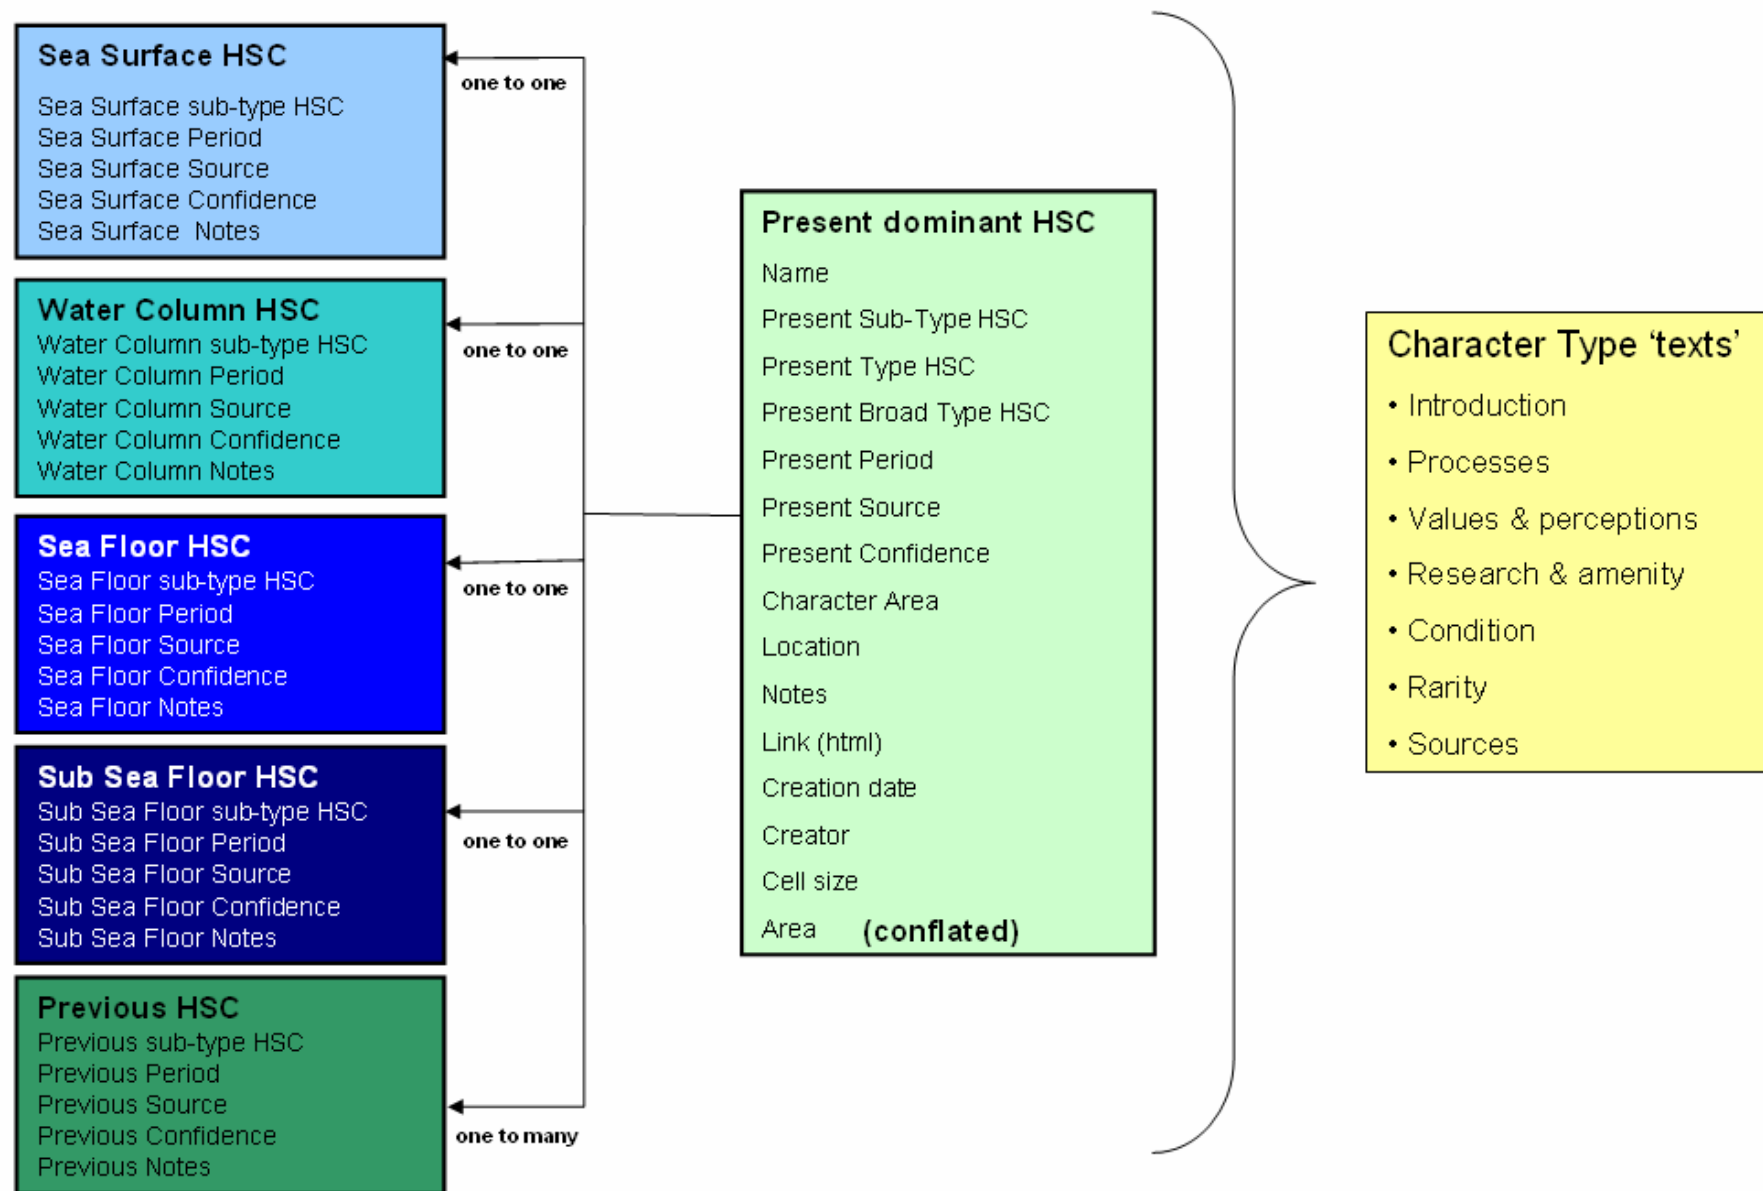 Sea Surface HSC
Sea Surface sub-type HSC
Sea Surface Period
Sea Surface Source
Sea Surface Confidence
Sea Surface Notes
one to one
Water Column HSC
Water Column sub-type HSC
Water Column Period
Water Column Source
Water Column Confidence
Water Column Notes
one to one
Sea Floor HSC
Sea Floor sub-type HSC
Sea Floor Period
Sea Floor Source
Sea Floor Confidence
Sea Floor Notes
one to one
Sub Sea Floor HSC
Sub Sea Floor sub-type HSC
Sub Sea Floor Period
Sub Sea Floor Source
Sub Sea Floor Confidence
Sub Sea Floor Notes
one to one
Previous HSC
Previous sub-type HSC
Previous Period
Previous Source
Previous Confidence
Previous Notes
one to many
Present dominant HSC
Name
Present Sub-Type HSC
Present Type HSC
Present Broad Type HSC
Present Period
Present Source
Present Confidence
Character Area
Location
Notes
Link (html)
Creation date
Creator
Cell size
Area (conflated)
Character Type ‘texts’
• Introduction
• Processes
• Values & perceptions
• Research & amenity
• Condition
• Rarity
• Sources